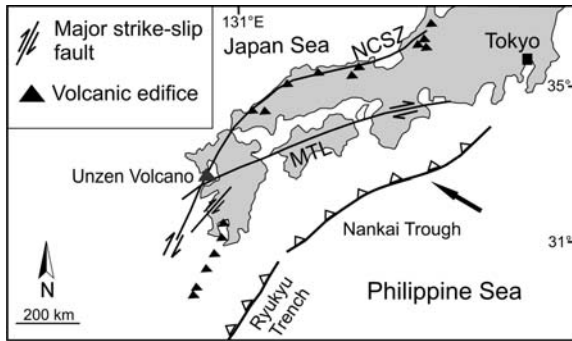 131°E
Major strike-slip
fault
Volcanic edifice
Japan Sea
NCSZ
Tokyo
35°
MTL
Unzen Volcano
Nankai Trough
31°
N
200 km
Ryukyu
Trench
Philippine Sea